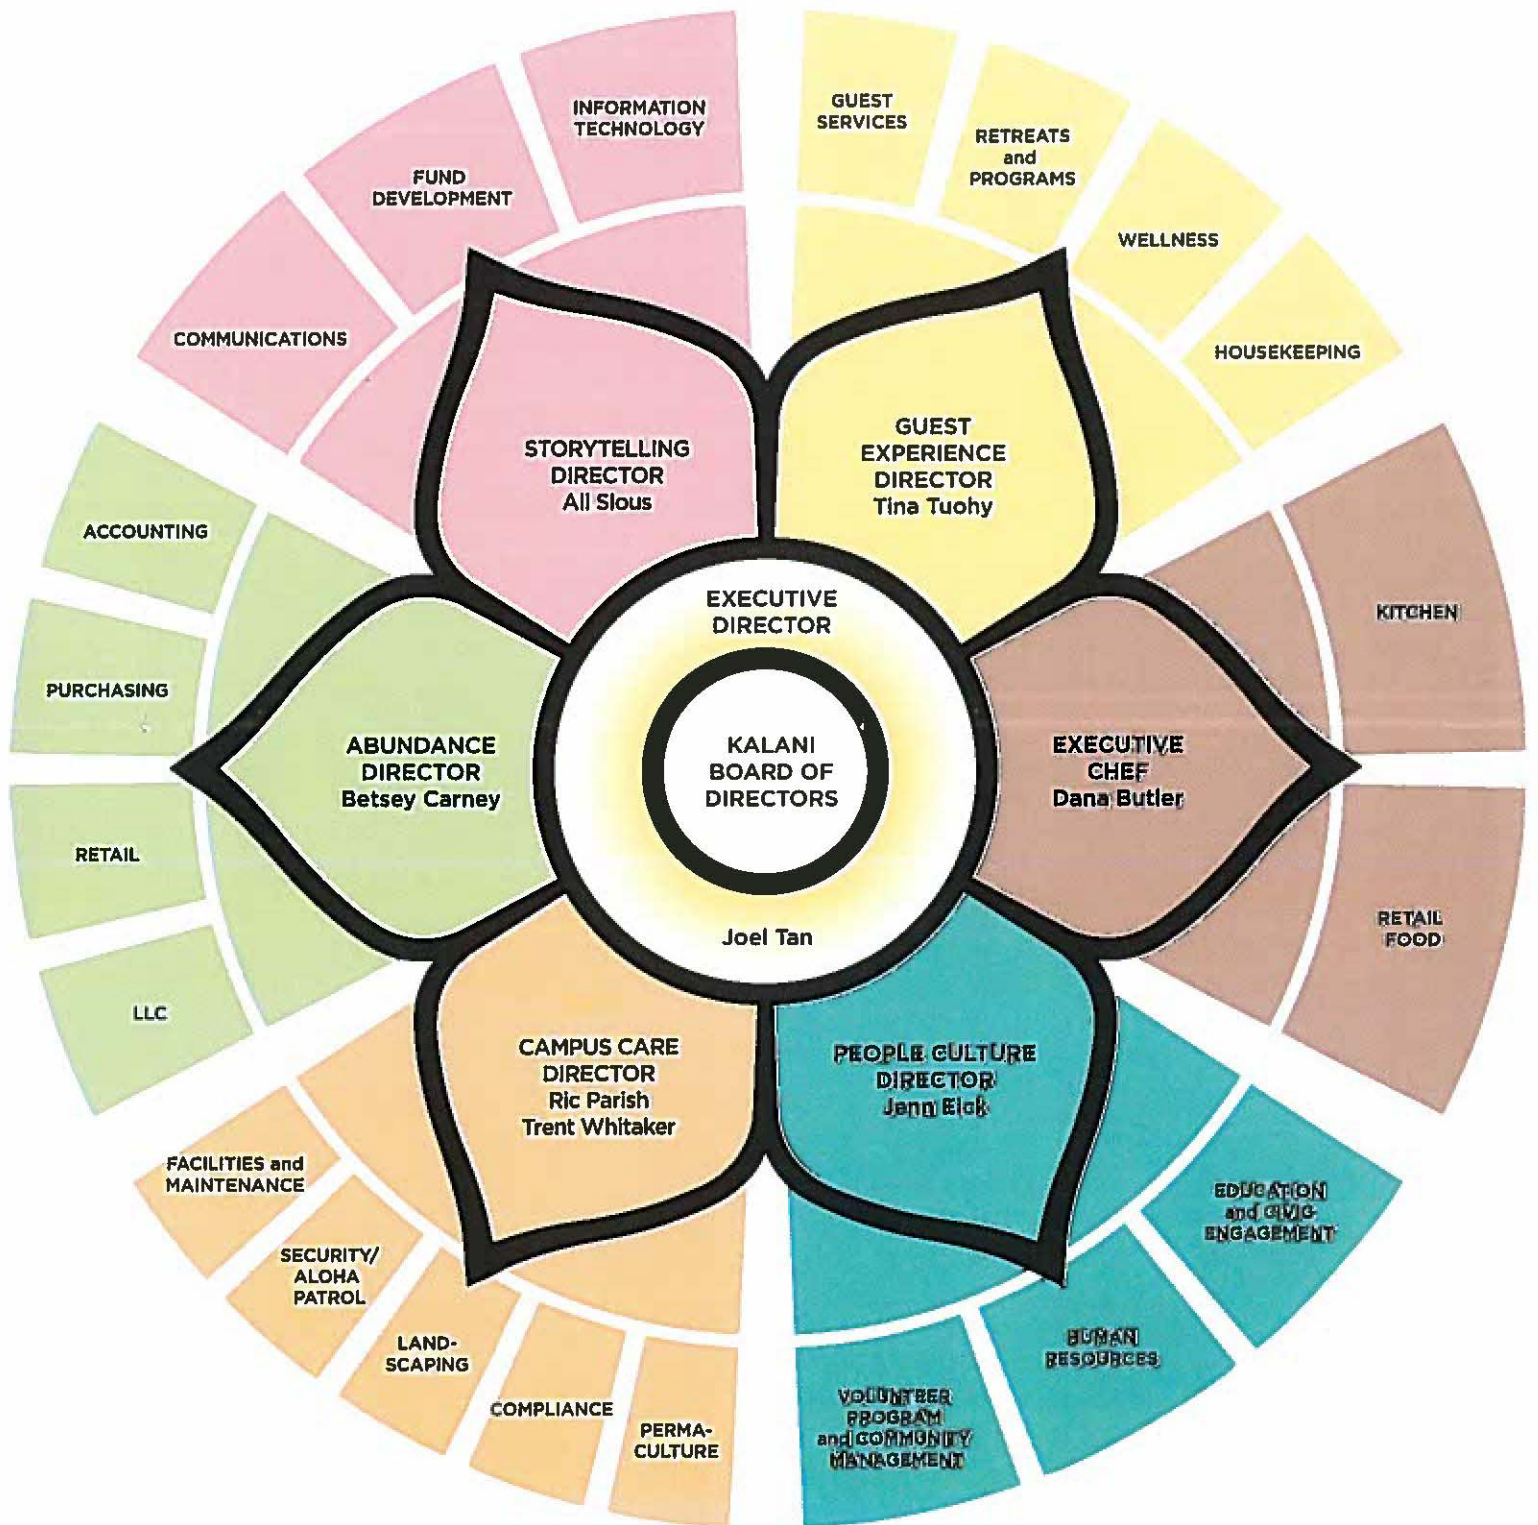 INFORMATION
TECHNOLOGY
FUND
DEVELOPMENT
COMMUNICATIONS
GUEST
SERVICES
RETREATS
and
PROGRAMS
WELLNESS
HOUSEKEEPING
STORYTELLING
DIRECTOR
Ali Slous
GUEST
EXPERIENCE
DIRECTOR
Tina Tuohy
ACCOUNTING
PURCHASING
RETAIL
LLC
ABUNDANCE
DIRECTOR
Betsey Carney
EXECUTIVE
DIRECTOR
KALANI
BOARD OF
DIRECTORS
Joel Tan
EXECUTIVE
CHEF
Dana Butler
KITCHEN
RETAIL
FOOD
CAMPUS CARE
DIRECTOR
Ric Parish
Trent Whitaker
PEOPLE CULTURE
DIRECTOR
Jenn Eick
FACILITIES and
MAINTENANCE
SECURITY/
ALOHA
PATROL
LAND-
SCAPING
COMPLIANCE
PERMA-
CULTURE
VOLUNTEER
PROGRAM
and COMMUNITY
MANAGEMENT
HUMAN
RESOURCES
EDUCATION
and CIVIC
ENGAGEMENT